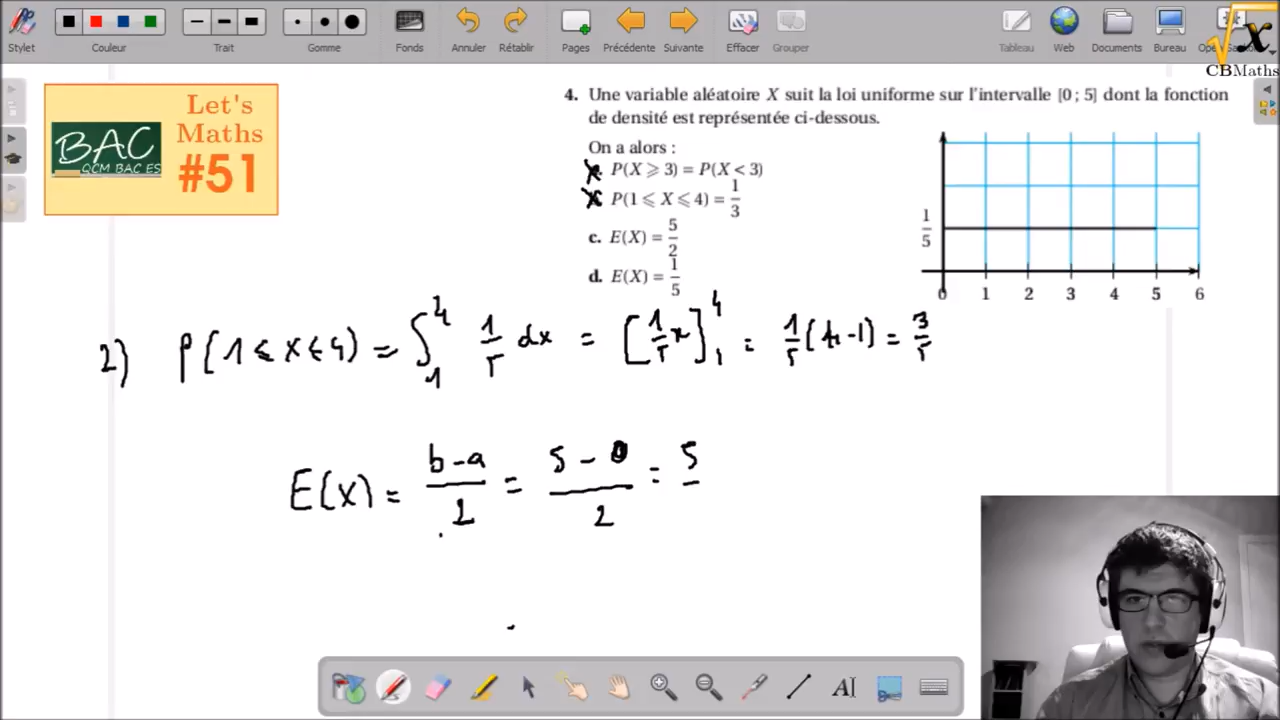 Stylet Couleur Trait Gomme Fonds Annuler Rétablir Pages Précédente Suivante Effacer Grouper Tableau Web Documents Bureau
CBMaths
Let's
Maths
#51
BAC
QCM BAC ES
4. Une variable aléatoire X suit la loi uniforme sur l'intervalle [0 ; 5] dont la fonction
de densité est représentée ci-dessous.
On a alors :
P(X ⩾ 3) = P(X < 3)
P(1 ⩽ X ⩽ 4) = 1/3
c. E(X) = 5/2
d. E(X) = 1/5
1/5
0 1 2 3 4 5 6
2) P(1 ≤ X ≤ 4) = ∫₁⁴ 1/5 dx = [1/5 x]₁⁴ = 1/5 (4-1) = 3/5
E(X) = b-a/2 = 5-0/2 = 5